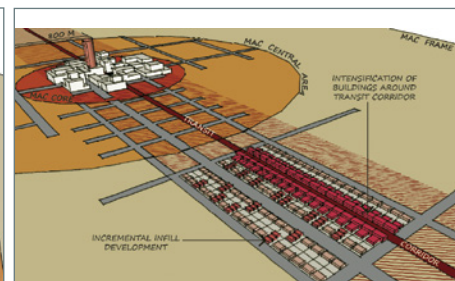 800 M
MAC CENTRAL AREA
MAC FRAME
MAC CORE
INTENSIFICATION OF
BUILDINGS AROUND
TRANSIT CORRIDOR
TRANSIT
INCREMENTAL INFILL
DEVELOPMENT
CORRIDOR